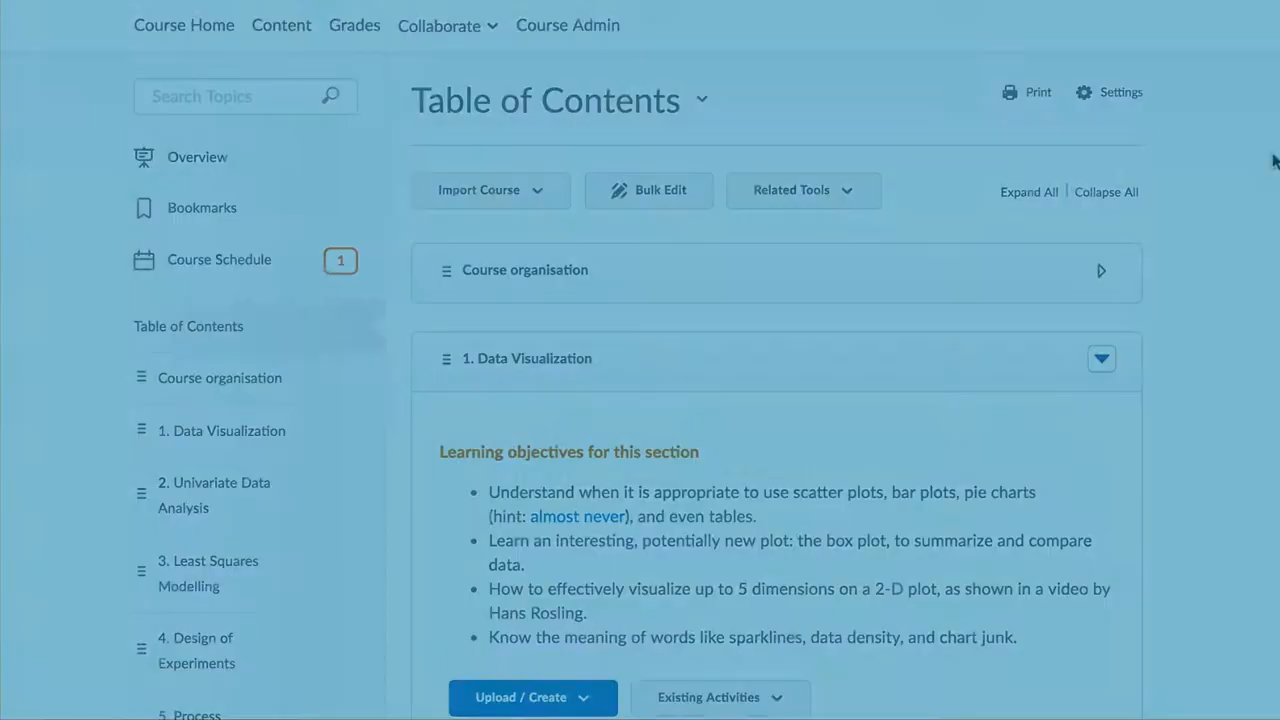 Course Home Content Grades Collaborate Course Admin
Search Topics
Overview
Bookmarks
Course Schedule 1
Table of Contents
Course organisation
1. Data Visualization
2. Univariate Data
Analysis
3. Least Squares
Modelling
4. Design of
Experiments
5. Process
Table of Contents
Print Settings
Import Course Bulk Edit Related Tools
Expand All | Collapse All
Course organisation
1. Data Visualization
Learning objectives for this section
• Understand when it is appropriate to use scatter plots, bar plots, pie charts
(hint: almost never), and even tables.
• Learn an interesting, potentially new plot: the box plot, to summarize and compare
data.
• How to effectively visualize up to 5 dimensions on a 2-D plot, as shown in a video by
Hans Rosling.
• Know the meaning of words like sparklines, data density, and chart junk.
Upload / Create Existing Activities